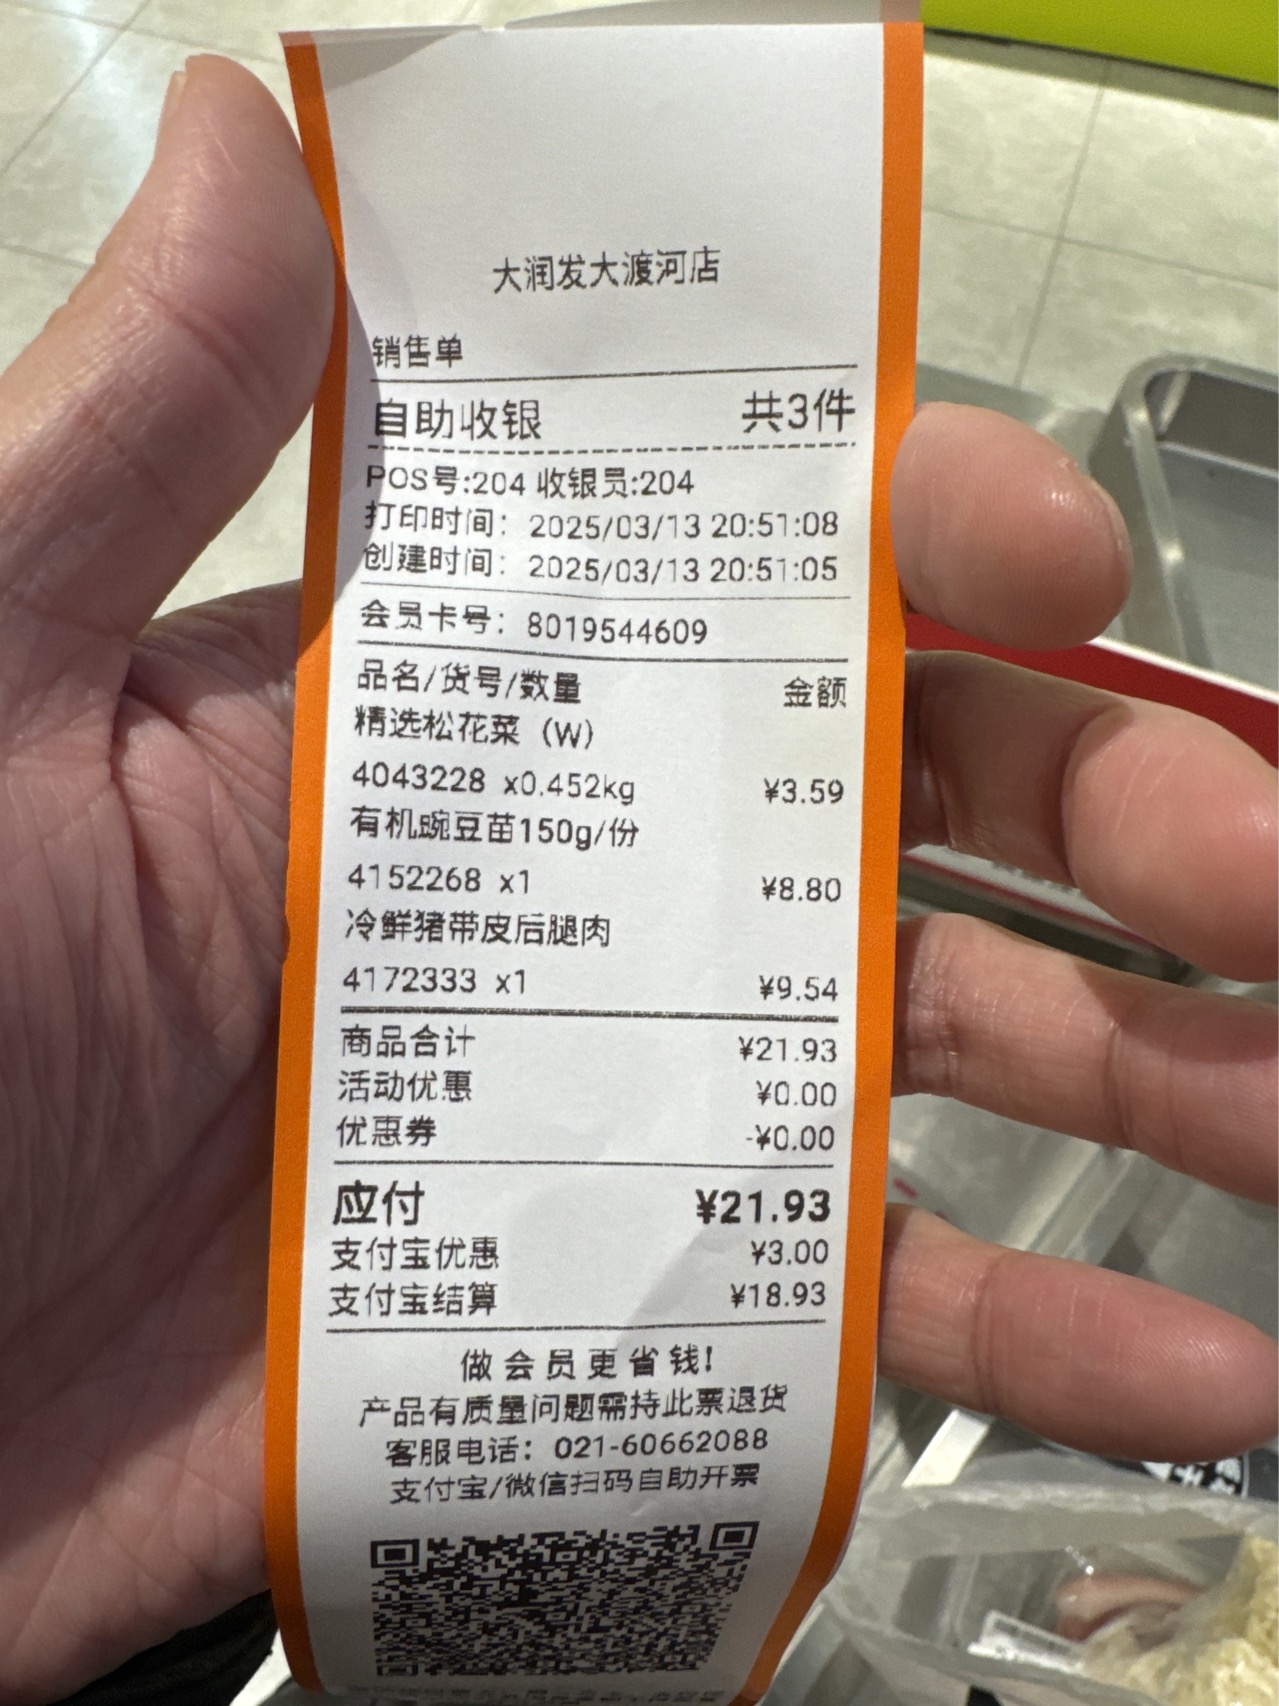 大润发大渡河店
销售单
自助收银 共3件
POS号:204 收银员:204
打印时间： 2025/03/13 20:51:08
创建时间： 2025/03/13 20:51:05
会员卡号： 8019544609
品名/货号/数量 金额
精选松花菜（W）
4043228 x0.452kg ¥3.59
有机豌豆苗150g/份
4152268 x1 ¥8.80
冷鲜猪带皮后腿肉
4172333 x1 ¥9.54
商品合计 ¥21.93
活动优惠 ¥0.00
优惠券 -¥0.00
应付 ¥21.93
支付宝优惠 ¥3.00
支付宝结算 ¥18.93
做会员更省钱!
产品有质量问题需持此票退货
客服电话： 021-60662088
支付宝/微信扫码自助开票